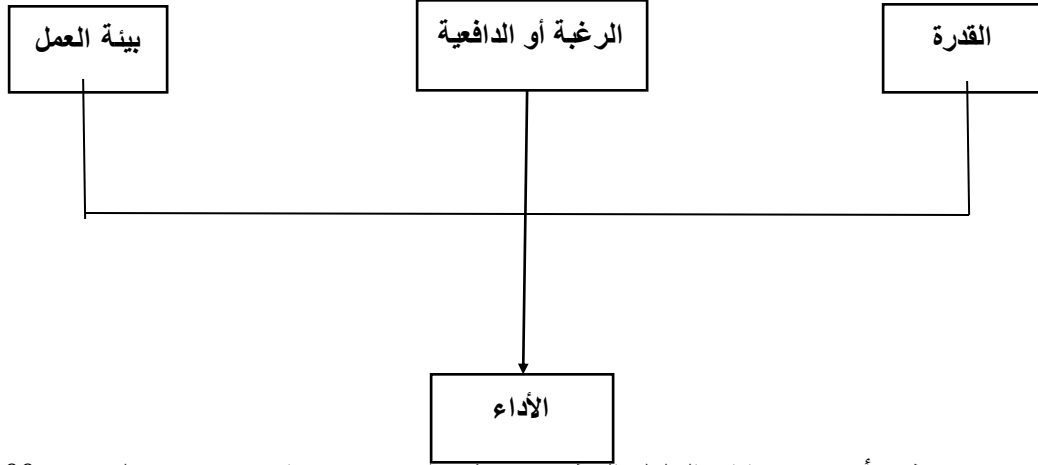 القدرة
الرغبة أو الدافعية
بيئة العمل
الأداء